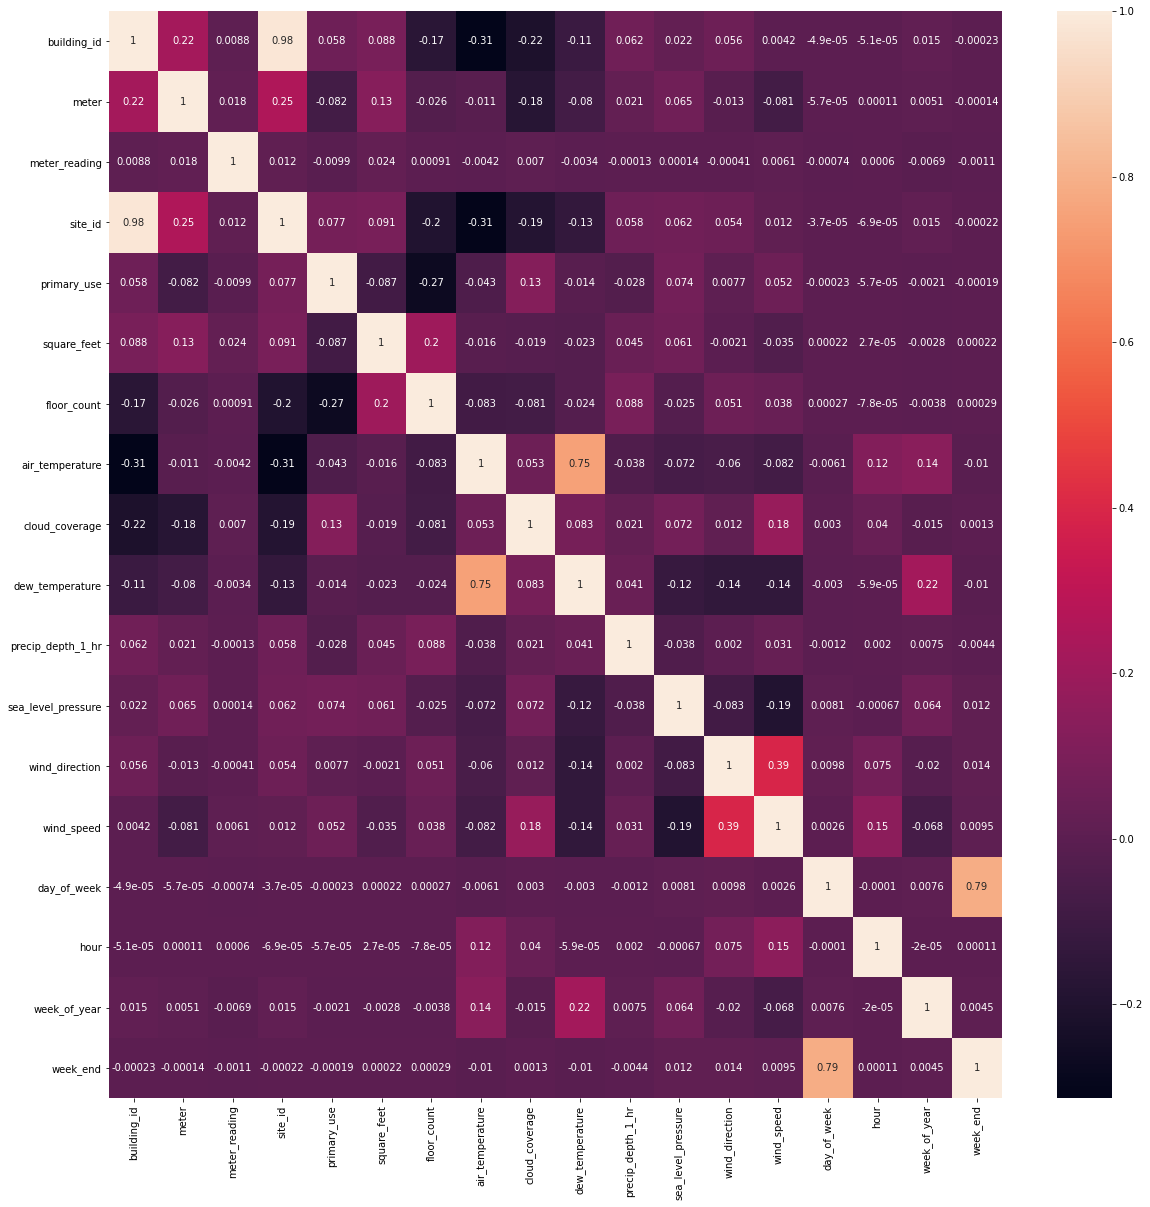 building_id 1 0.22 0.0088 0.98 0.058 0.088 -0.17 -0.31 -0.22 -0.11 0.062 0.022 0.056 0.0042 -4.9e-05 -5.1e-05 0.015 -0.00023
meter 0.22 1 0.018 0.25 -0.082 0.13 -0.026 -0.011 -0.18 -0.08 0.021 0.065 -0.013 -0.081 -5.7e-05 0.00011 0.0051 -0.00014
meter_reading 0.0088 0.018 1 0.012 -0.0099 0.024 0.00091 -0.0042 0.007 -0.0034 -0.00013 0.00014 -0.00041 0.0061 -0.00074 0.0006 -0.0069 -0.0011
site_id 0.98 0.25 0.012 1 0.077 0.091 -0.2 -0.31 -0.19 -0.13 0.058 0.062 0.054 0.012 -3.7e-05 -6.9e-05 0.015 -0.00022
primary_use 0.058 -0.082 -0.0099 0.077 1 -0.087 -0.27 -0.043 0.13 -0.014 -0.028 0.074 0.0077 0.052 -0.00023 -5.7e-05 -0.0021 -0.00019
square_feet 0.088 0.13 0.024 0.091 -0.087 1 0.2 -0.016 -0.019 -0.023 0.045 0.061 -0.0021 -0.035 0.00022 2.7e-05 -0.0028 0.00022
floor_count -0.17 -0.026 0.00091 -0.2 -0.27 0.2 1 -0.083 -0.081 -0.024 0.088 -0.025 0.051 0.038 0.00027 -7.8e-05 -0.0038 0.00029
air_temperature -0.31 -0.011 -0.0042 -0.31 -0.043 -0.016 -0.083 1 0.053 0.75 -0.038 -0.072 -0.06 -0.082 -0.0061 0.12 0.14 -0.01
cloud_coverage -0.22 -0.18 0.007 -0.19 0.13 -0.019 -0.081 0.053 1 0.083 0.021 0.072 0.012 0.18 0.003 0.04 -0.015 0.0013
dew_temperature -0.11 -0.08 -0.0034 -0.13 -0.014 -0.023 -0.024 0.75 0.083 1 0.041 -0.12 -0.14 -0.14 -0.003 -5.9e-05 0.22 -0.01
precip_depth_1_hr 0.062 0.021 -0.00013 0.058 -0.028 0.045 0.088 -0.038 0.021 0.041 1 -0.038 0.002 0.031 -0.0012 0.002 0.0075 -0.0044
sea_level_pressure 0.022 0.065 0.00014 0.062 0.074 0.061 -0.025 -0.072 0.072 -0.12 -0.038 1 -0.083 -0.19 0.0081 -0.00067 0.064 0.012
wind_direction 0.056 -0.013 -0.00041 0.054 0.0077 -0.0021 0.051 -0.06 0.012 -0.14 0.002 -0.083 1 0.39 0.0098 0.075 -0.02 0.014
wind_speed 0.0042 -0.081 0.0061 0.012 0.052 -0.035 0.038 -0.082 0.18 -0.14 0.031 -0.19 0.39 1 0.0026 0.15 -0.068 0.0095
day_of_week -4.9e-05 -5.7e-05 -0.00074 -3.7e-05 -0.00023 0.00022 0.00027 -0.0061 0.003 -0.003 -0.0012 0.0081 0.0098 0.0026 1 -0.0001 0.0076 0.79
hour -5.1e-05 0.00011 0.0006 -6.9e-05 -5.7e-05 2.7e-05 -7.8e-05 0.12 0.04 -5.9e-05 0.002 -0.00067 0.075 0.15 -0.0001 1 -2e-05 0.00011
week_of_year 0.015 0.0051 -0.0069 0.015 -0.0021 -0.0028 -0.0038 0.14 -0.015 0.22 0.0075 0.064 -0.02 -0.068 0.0076 -2e-05 1 0.0045
week_end -0.00023 -0.00014 -0.0011 -0.00022 -0.00019 0.00022 0.00029 -0.01 0.0013 -0.01 -0.0044 0.012 0.014 0.0095 0.79 0.00011 0.0045 1
building_id
meter
meter_reading
site_id
primary_use
square_feet
floor_count
air_temperature
cloud_coverage
dew_temperature
precip_depth_1_hr
sea_level_pressure
wind_direction
wind_speed
day_of_week
hour
week_of_year
week_end
1.0
0.8
0.6
0.4
0.2
0.0
−0.2